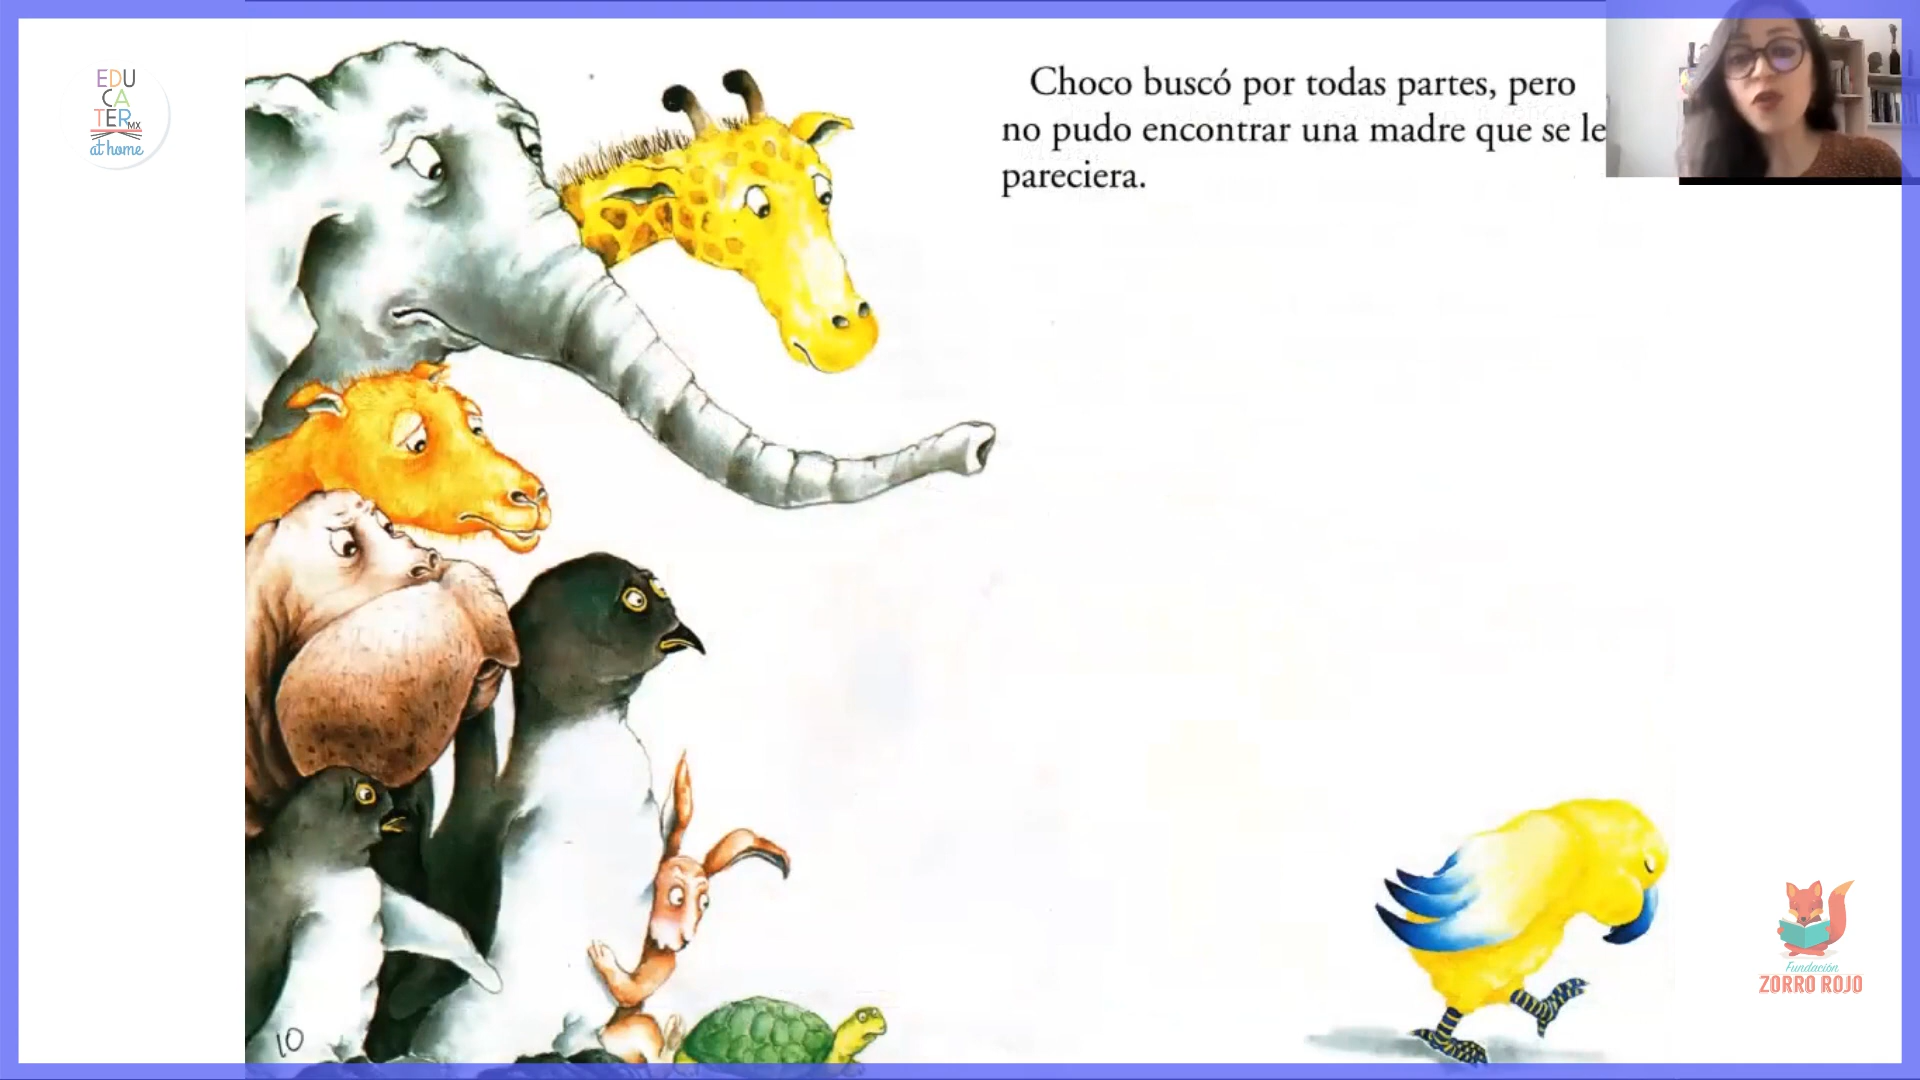 EDU
CA
TER MX
at home
Choco buscó por todas partes, pero
no pudo encontrar una madre que se le
pareciera.
10
Fundación
ZORRO ROJO